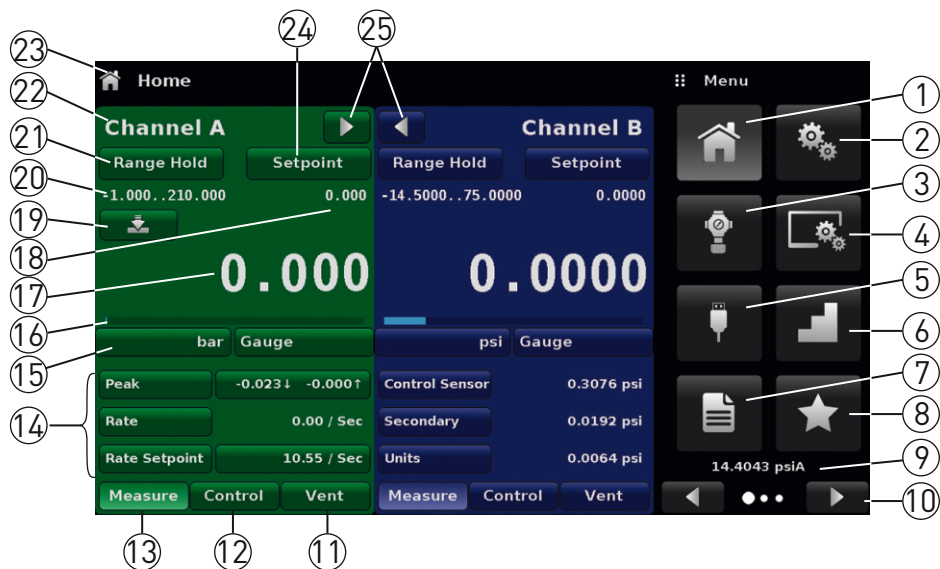 24 25
23 Home Menu
22 Channel A Channel B 1
21 Range Hold Setpoint Range Hold Setpoint 2
20 -1.000..210.000 0.000 -14.5000..75.0000 0.0000
19 3
18 4
17 0.000 0.0000
16 5
15 bar Gauge psi Gauge 6
14 Peak -0.023↓ -0.000↑ Control Sensor 0.3076 psi 7
Rate 0.00 / Sec Secondary 0.0192 psi 8
Rate Setpoint 10.55 / Sec Units 0.0064 psi 14.4043 psiA 9
Measure Control Vent Measure Control Vent 10
13 12 11